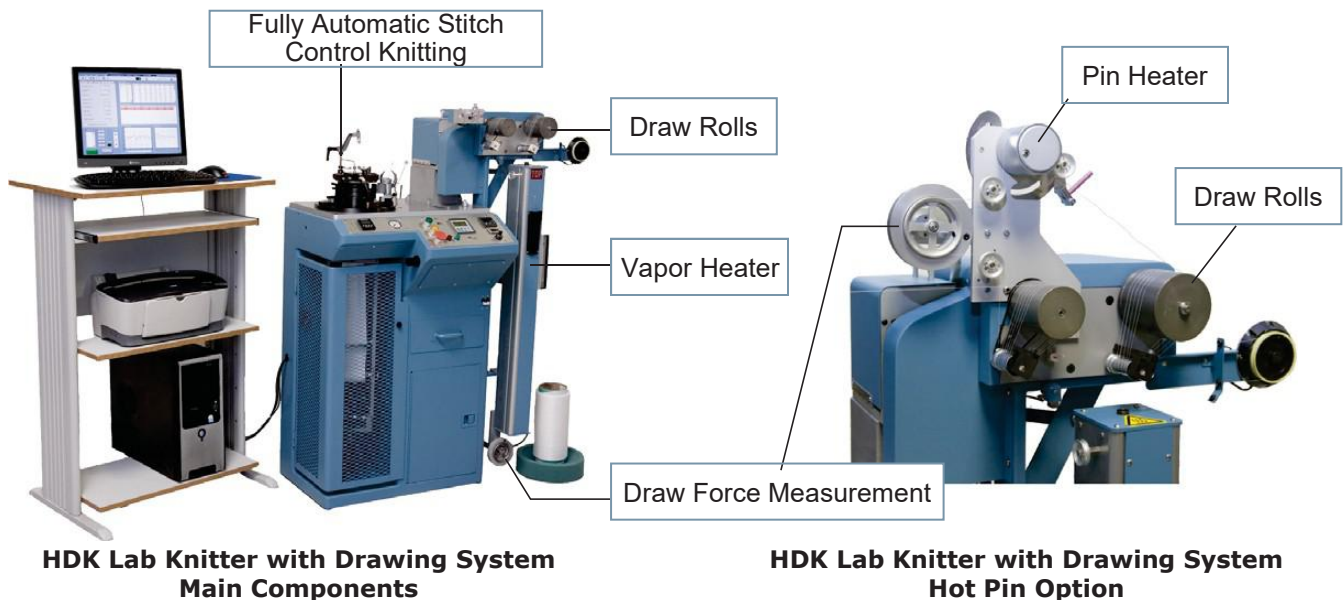 Fully Automatic Stitch
Control Knitting
Draw Rolls
Vapor Heater
Draw Force Measurement
Pin Heater
Draw Rolls
HDK Lab Knitter with Drawing System
Main Components
HDK Lab Knitter with Drawing System
Hot Pin Option